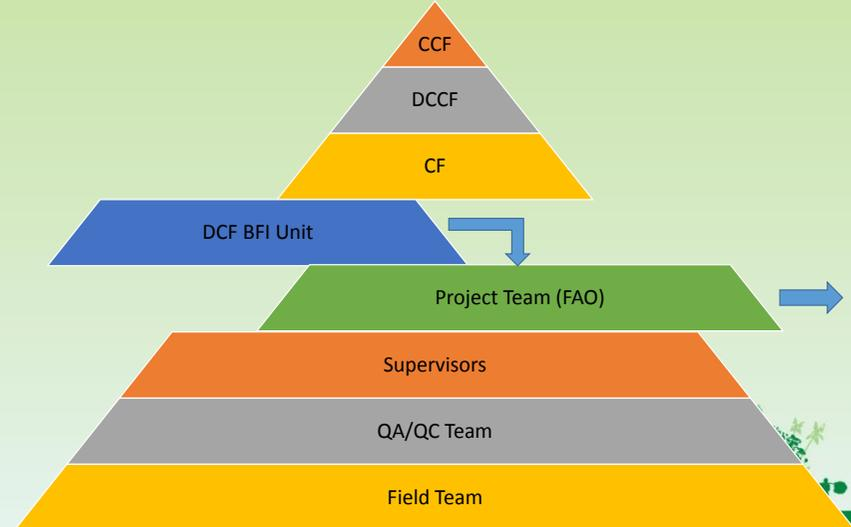 CCF
DCCF
CF
DCF BFI Unit
Project Team (FAO)
Supervisors
QA/QC Team
Field Team